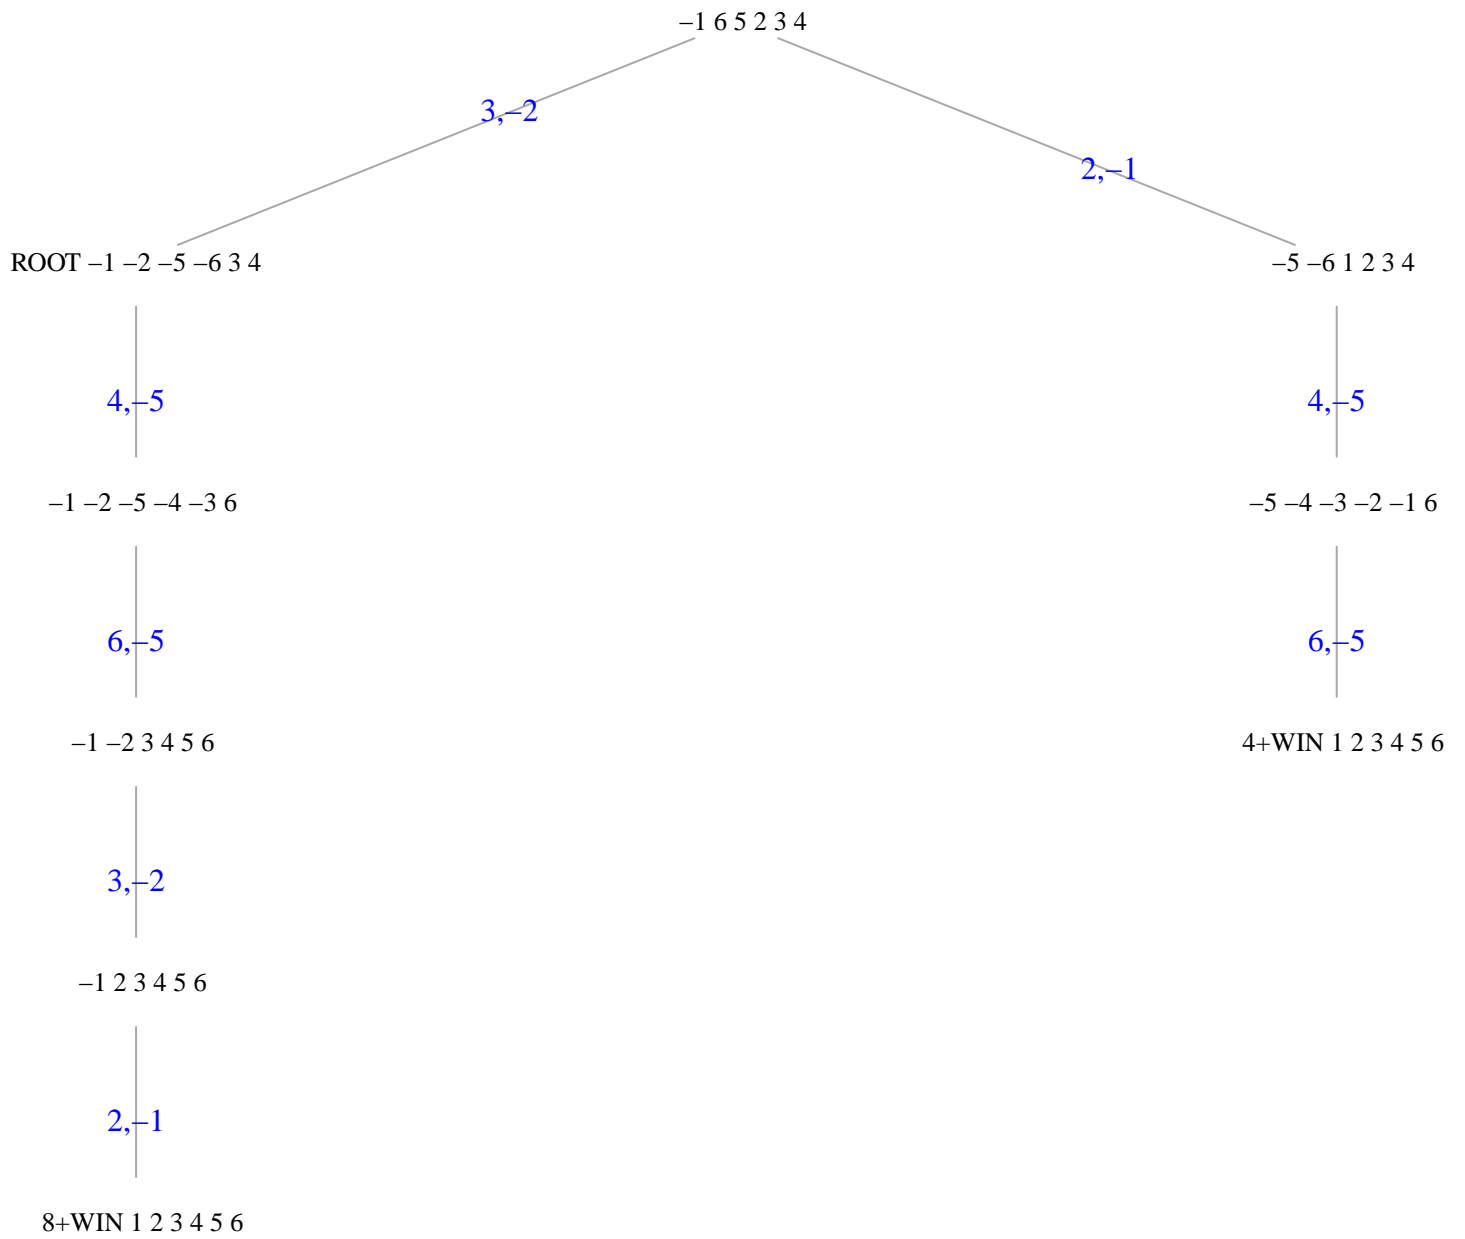 –1 6 5 2 3 4
3,–2
2,–1
ROOT –1 –2 –5 –6 3 4
–5 –6 1 2 3 4
4,–5
4,–5
–1 –2 –5 –4 –3 6
–5 –4 –3 –2 –1 6
6,–5
6,–5
–1 –2 3 4 5 6
4+WIN 1 2 3 4 5 6
3,–2
–1 2 3 4 5 6
2,–1
8+WIN 1 2 3 4 5 6